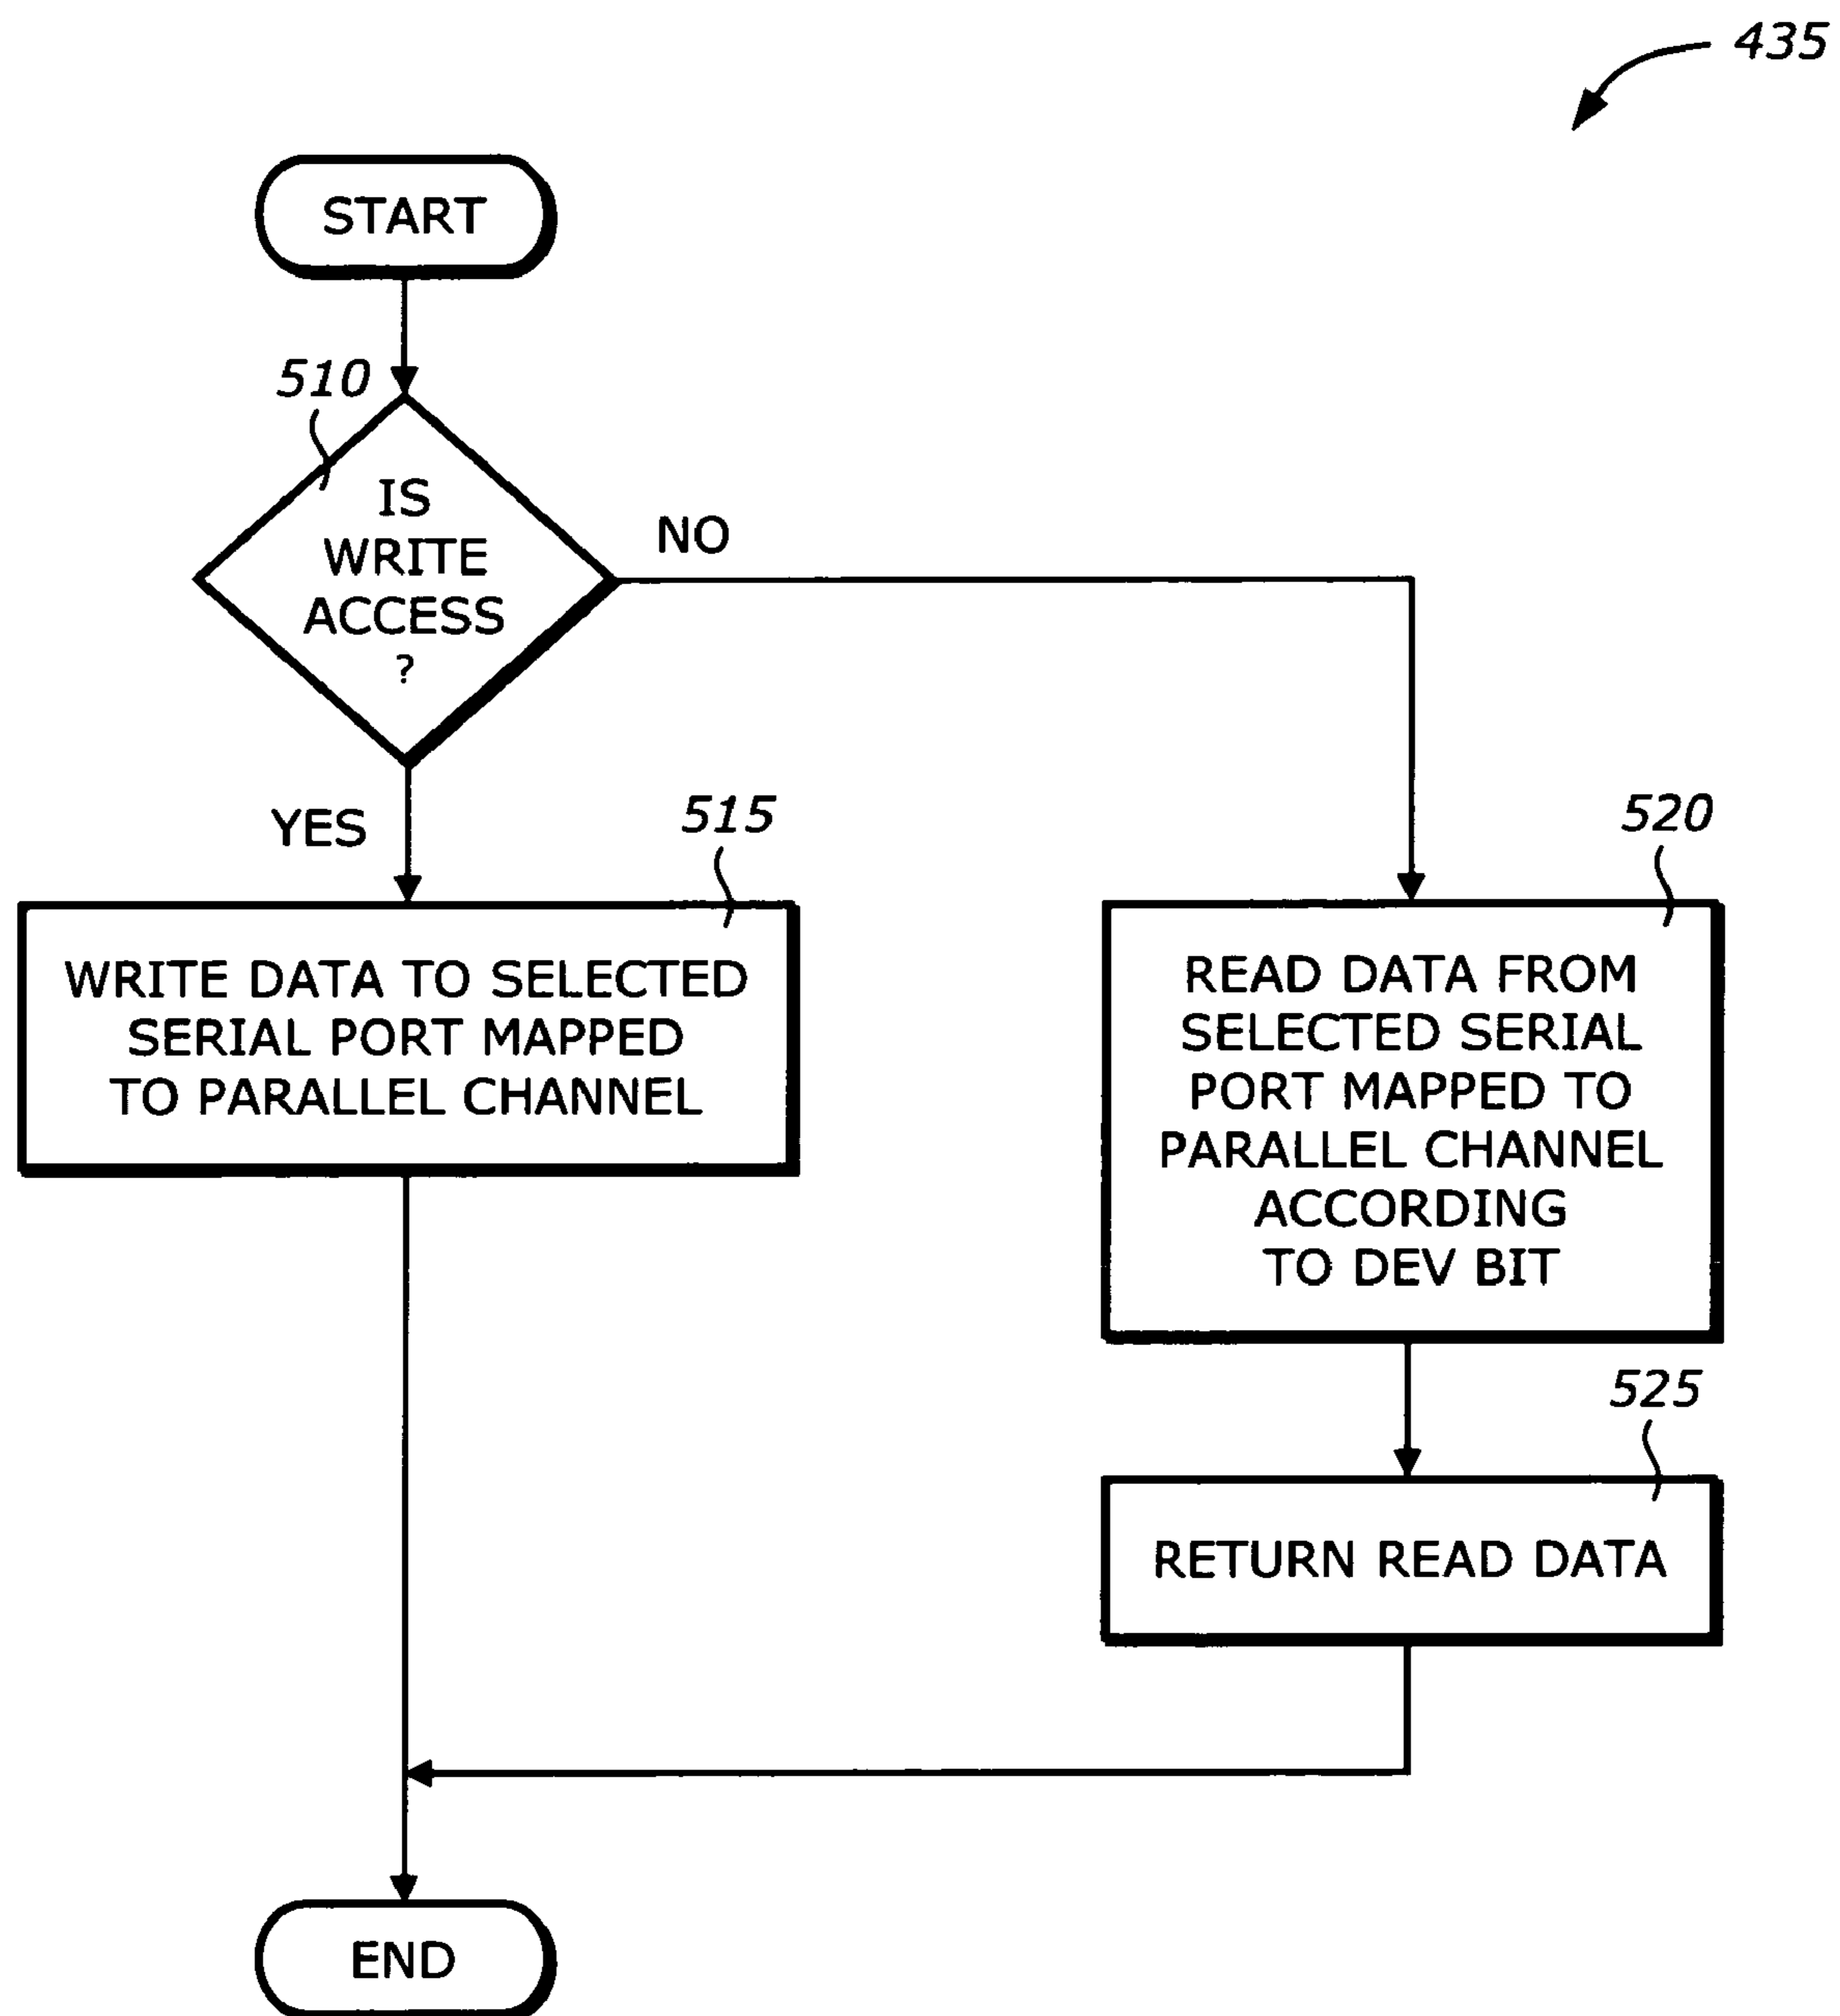 435
START
510
IS
WRITE
ACCESS
?
NO
YES
515
WRITE DATA TO SELECTED
SERIAL PORT MAPPED
TO PARALLEL CHANNEL
520
READ DATA FROM
SELECTED SERIAL
PORT MAPPED TO
PARALLEL CHANNEL
ACCORDING
TO DEV BIT
525
RETURN READ DATA
END